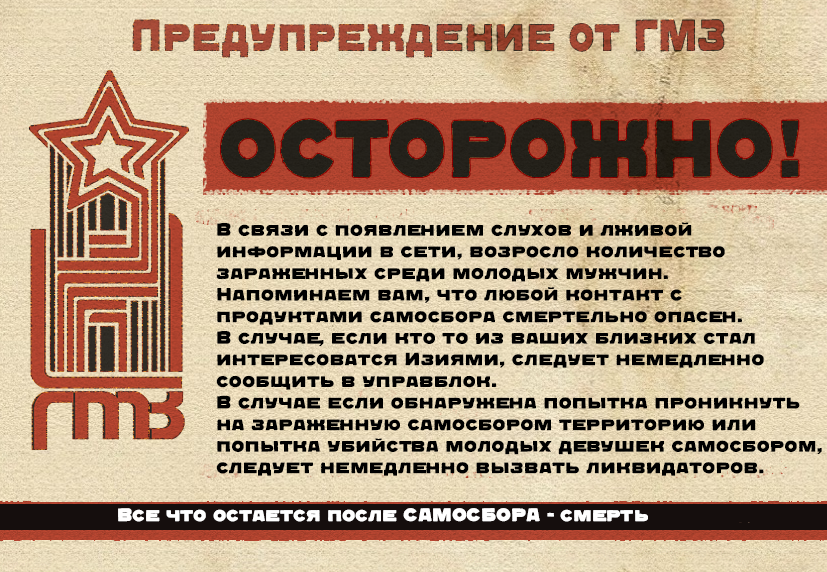 Предупреждение от ГМЗ
ОСТОРОЖНО!
В связи с появлением слухов и лживой
информации в сети, возросло количество
зараженных среди молодых мужчин.
Напоминаем вам, что любой контакт с
продуктами самосбора смертельно опасен.
В случае, если кто то из ваших близких стал
интересоватся Изиями, следует немедленно
сообщить в управблок.
В случае если обнаружена попытка проникнуть
на зараженную самосбором территорию или
попытка убийства молодых девушек самосбором,
следует немедленно вызвать ликвидаторов.
ГМЗ
Все что остается после САМОСБОРА - смерть